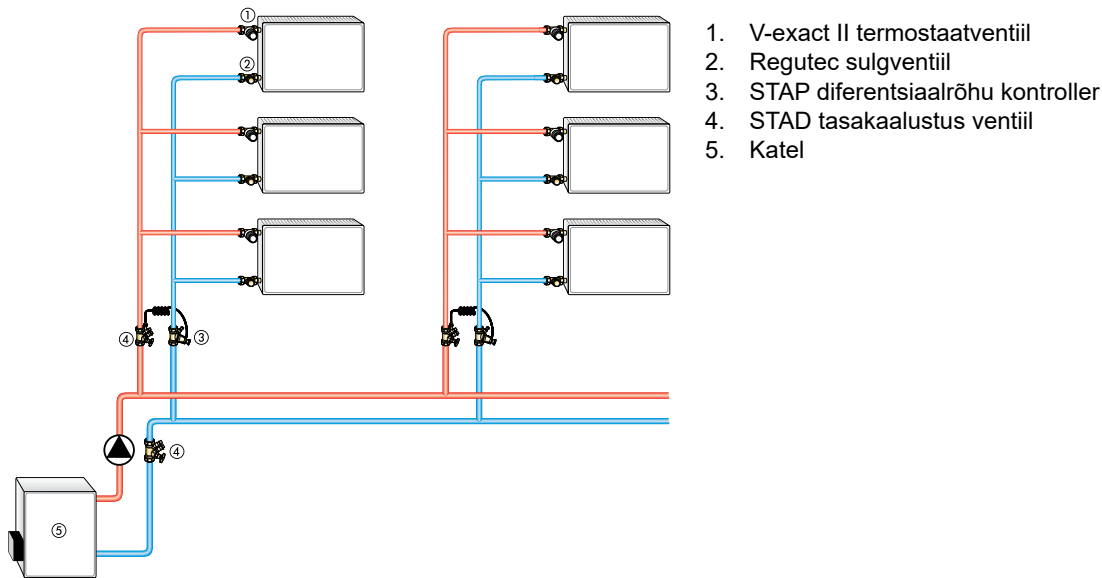 ①
②
④
③
④
⑤
1. V-exact II termostaatventiil
2. Regutec sulgventiil
3. STAP diferentsiaalrõhu kontroller
4. STAD tasakaalustus ventiil
5. Katel